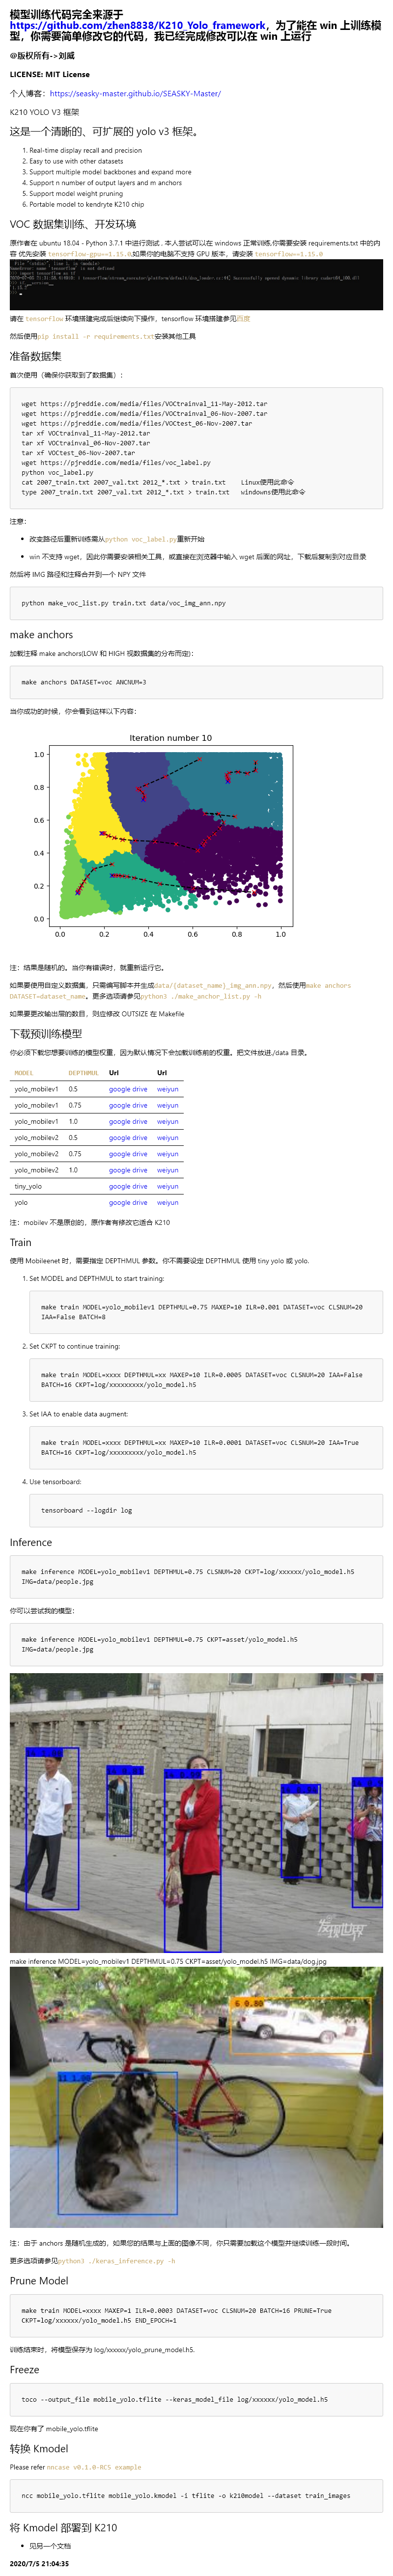 模型训练代码完全来源于
https://github.com/zhen8838/K210_Yolo_framework，为了能在 win 上训练模
型，你需要简单修改它的代码，我已经完成修改可以在 win 上运行
@版权所有->刘威
LICENSE: MIT License
个人博客：https://seasky-master.github.io/SEASKY-Master/
K210 YOLO V3 框架
这是一个清晰的、可扩展的 yolo v3 框架。
1. Real-time display recall and precision
2. Easy to use with other datasets
3. Support multiple model backbones and expand more
4. Support n number of output layers and m anchors
5. Support model weight pruning
6. Portable model to kendryte K210 chip
VOC 数据集训练、开发环境
原作者在 ubuntu 18.04 - Python 3.7.1 中进行测试 , 本人尝试可以在 windows 正常训练,你需要安装 requirements.txt 中的内
容 优先安装 tensorflow-gpu==1.15.0,如果你的电脑不支持 GPU 版本，请安装 tensorflow==1.15.0
请在 tensorflow 环境搭建完成后继续向下操作，tensorflow 环境搭建参见百度
然后使用pip install -r requirements.txt安装其他工具
准备数据集
首次使用（确保你获取到了数据集）：
wget https://pjreddie.com/media/files/VOCtrainval_11-May-2012.tar
wget https://pjreddie.com/media/files/VOCtrainval_06-Nov-2007.tar
wget https://pjreddie.com/media/files/VOCtest_06-Nov-2007.tar
tar xf VOCtrainval_11-May-2012.tar
tar xf VOCtrainval_06-Nov-2007.tar
tar xf VOCtest_06-Nov-2007.tar
wget https://pjreddie.com/media/files/voc_label.py
python voc_label.py
cat 2007_train.txt 2007_val.txt 2012_*.txt > train.txt    Linux使用此命令
type 2007_train.txt 2007_val.txt 2012_*.txt > train.txt   windowns使用此命令
注意：
• 改变路径后重新训练需从python voc_label.py重新开始
• win 不支持 wget，因此你需要安装相关工具，或直接在浏览器中输入 wget 后面的网址，下载后复制到对应目录
然后将 IMG 路径和注释合并到一个 NPY 文件
python make_voc_list.py train.txt data/voc_img_ann.npy
make anchors
加载注释 make anchors(LOW 和 HIGH 视数据集的分布而定)：
make anchors DATASET=voc ANCNUM=3
当你成功的时候，你会看到这样以下内容：
Iteration number 10
1.0
0.8
0.6
0.4
0.2
0.0
0.0 0.2 0.4 0.6 0.8 1.0
注：结果是随机的。当你有错误时，就重新运行它。
如果要使用自定义数据集，只需编写脚本并生成data/{dataset_name}_img_ann.npy，然后使用make anchors
DATASET=dataset_name。更多选项请参见python3 ./make_anchor_list.py -h
如果要更改输出层的数目，则应修改 OUTSIZE 在 Makefile
下载预训练模型
你必须下载您想要训练的模型权重，因为默认情况下会加载训练前的权重。把文件放进./data 目录。
MODEL DEPTHMUL Url Url
yolo_mobilev1 0.5 google drive weiyun
yolo_mobilev1 0.75 google drive weiyun
yolo_mobilev1 1.0 google drive weiyun
yolo_mobilev2 0.5 google drive weiyun
yolo_mobilev2 0.75 google drive weiyun
yolo_mobilev2 1.0 google drive weiyun
tiny_yolo google drive weiyun
yolo google drive weiyun
注：mobilev 不是原创的，原作者有修改它适合 K210
Train
使用 Mobileenet 时，需要指定 DEPTHMUL 参数。你不需要设定 DEPTHMUL 使用 tiny yolo 或 yolo.
1. Set MODEL and DEPTHMUL to start training:
make train MODEL=yolo_mobilev1 DEPTHMUL=0.75 MAXEP=10 ILR=0.001 DATASET=voc CLSNUM=20
IAA=False BATCH=8
2. Set CKPT to continue training:
make train MODEL=xxxx DEPTHMUL=xx MAXEP=10 ILR=0.0005 DATASET=voc CLSNUM=20 IAA=False
BATCH=16 CKPT=log/xxxxxxxxx/yolo_model.h5
3. Set IAA to enable data augment:
make train MODEL=xxxx DEPTHMUL=xx MAXEP=10 ILR=0.0001 DATASET=voc CLSNUM=20 IAA=True
BATCH=16 CKPT=log/xxxxxxxxx/yolo_model.h5
4. Use tensorboard:
tensorboard --logdir log
Inference
make inference MODEL=yolo_mobilev1 DEPTHMUL=0.75 CLSNUM=20 CKPT=log/xxxxxx/yolo_model.h5
IMG=data/people.jpg
你可以尝试我的模型：
make inference MODEL=yolo_mobilev1 DEPTHMUL=0.75 CKPT=asset/yolo_model.h5
IMG=data/people.jpg
发现世界
make inference MODEL=yolo_mobilev1 DEPTHMUL=0.75 CKPT=asset/yolo_model.h5 IMG=data/dog.jpg
6 0.80
11 1.00
注：由于 anchors 是随机生成的，如果您的结果与上面的图像不同，你只需要加载这个模型并继续训练一段时间。
更多选项请参见python3 ./keras_inference.py -h
Prune Model
make train MODEL=xxxx MAXEP=1 ILR=0.0003 DATASET=voc CLSNUM=20 BATCH=16 PRUNE=True
CKPT=log/xxxxxx/yolo_model.h5 END_EPOCH=1
训练结束时，将模型保存为 log/xxxxxx/yolo_prune_model.h5.
Freeze
toco --output_file mobile_yolo.tflite --keras_model_file log/xxxxxx/yolo_model.h5
现在你有了 mobile_yolo.tflite
转换 Kmodel
Please refer nncase v0.1.0-RC5 example
ncc mobile_yolo.tflite mobile_yolo.kmodel -i tflite -o k210model --dataset train_images
将 Kmodel 部署到 K210
• 见另一个文档
2020/7/5 21:04:35